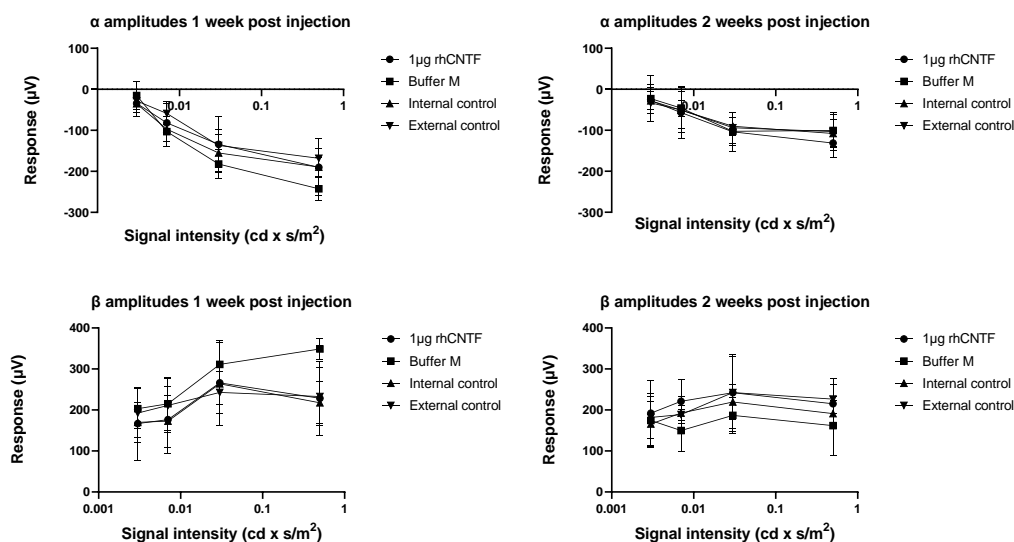 α amplitudes 1 week post injection
100
0
-100
-200
-300
0.01
0.1
1
Response (µV)
Signal intensity (cd x s/m²)
1µg rhCNTF
Buffer M
Internal control
External control
α amplitudes 2 weeks post injection
100
0
-100
-200
-300
0.01
0.1
1
Response (µV)
Signal intensity (cd x s/m²)
1µg rhCNTF
Buffer M
Internal control
External control
β amplitudes 1 week post injection
400
300
200
100
0
0.001
0.01
0.1
1
Response (µV)
Signal intensity (cd x s/m²)
1µg rhCNTF
Buffer M
Internal control
External control
β amplitudes 2 weeks post injection
400
300
200
100
0
0.001
0.01
0.1
1
Response (µV)
Signal intensity (cd x s/m²)
1µg rhCNTF
Buffer M
Internal control
External control